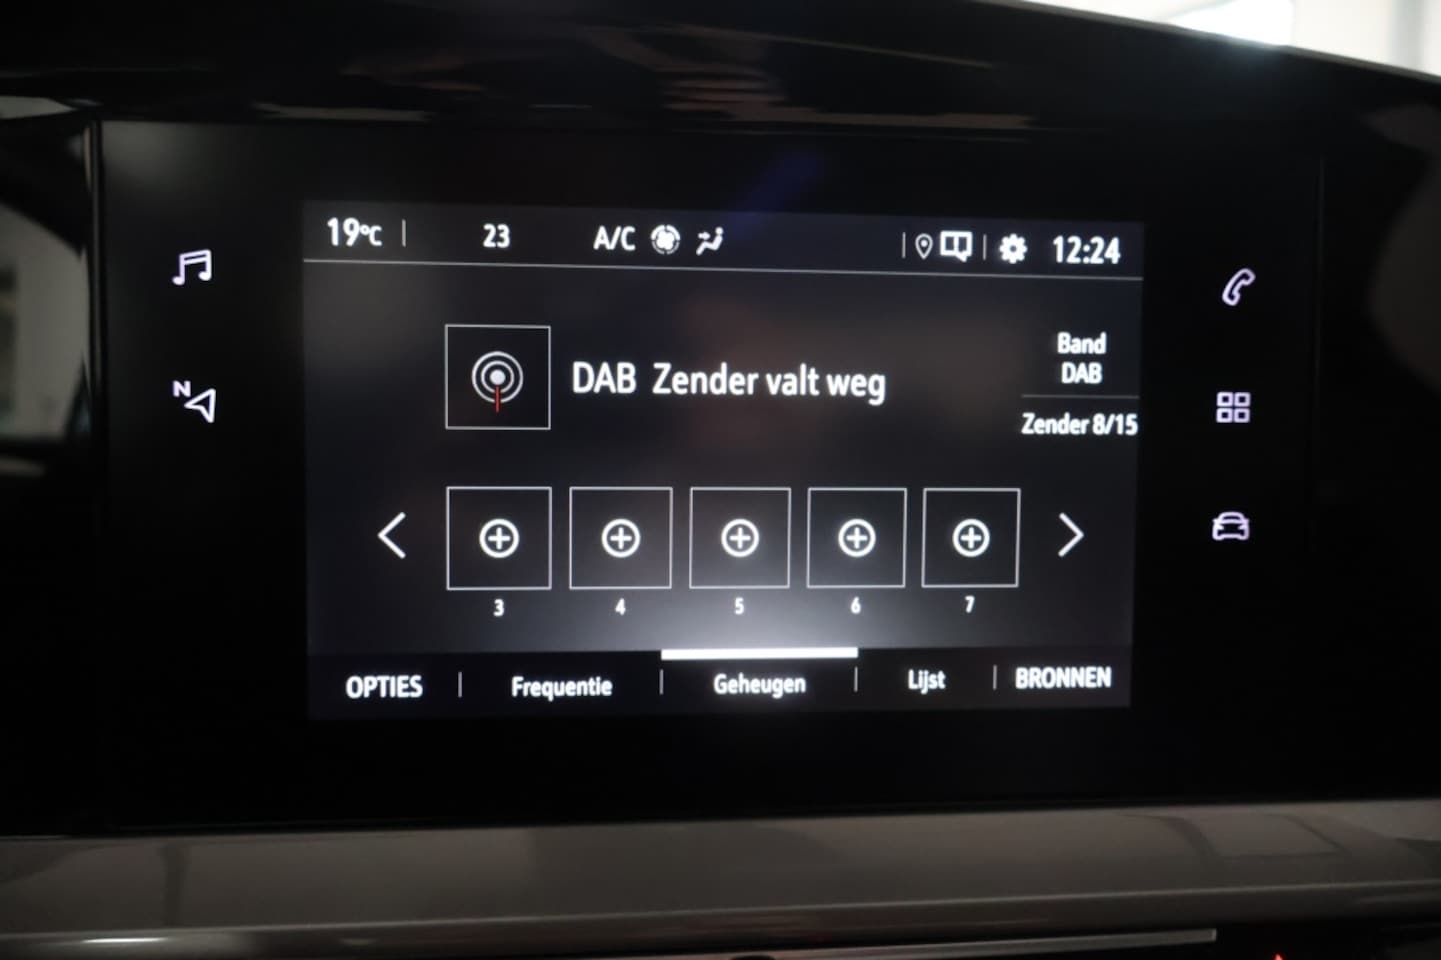 19°C 23 A/C 12:24
N
DAB Zender valt weg
Band
DAB
Zender 8/15
3 4 5 6 7
OPTIES Frequentie Geheugen Lijst BRONNEN